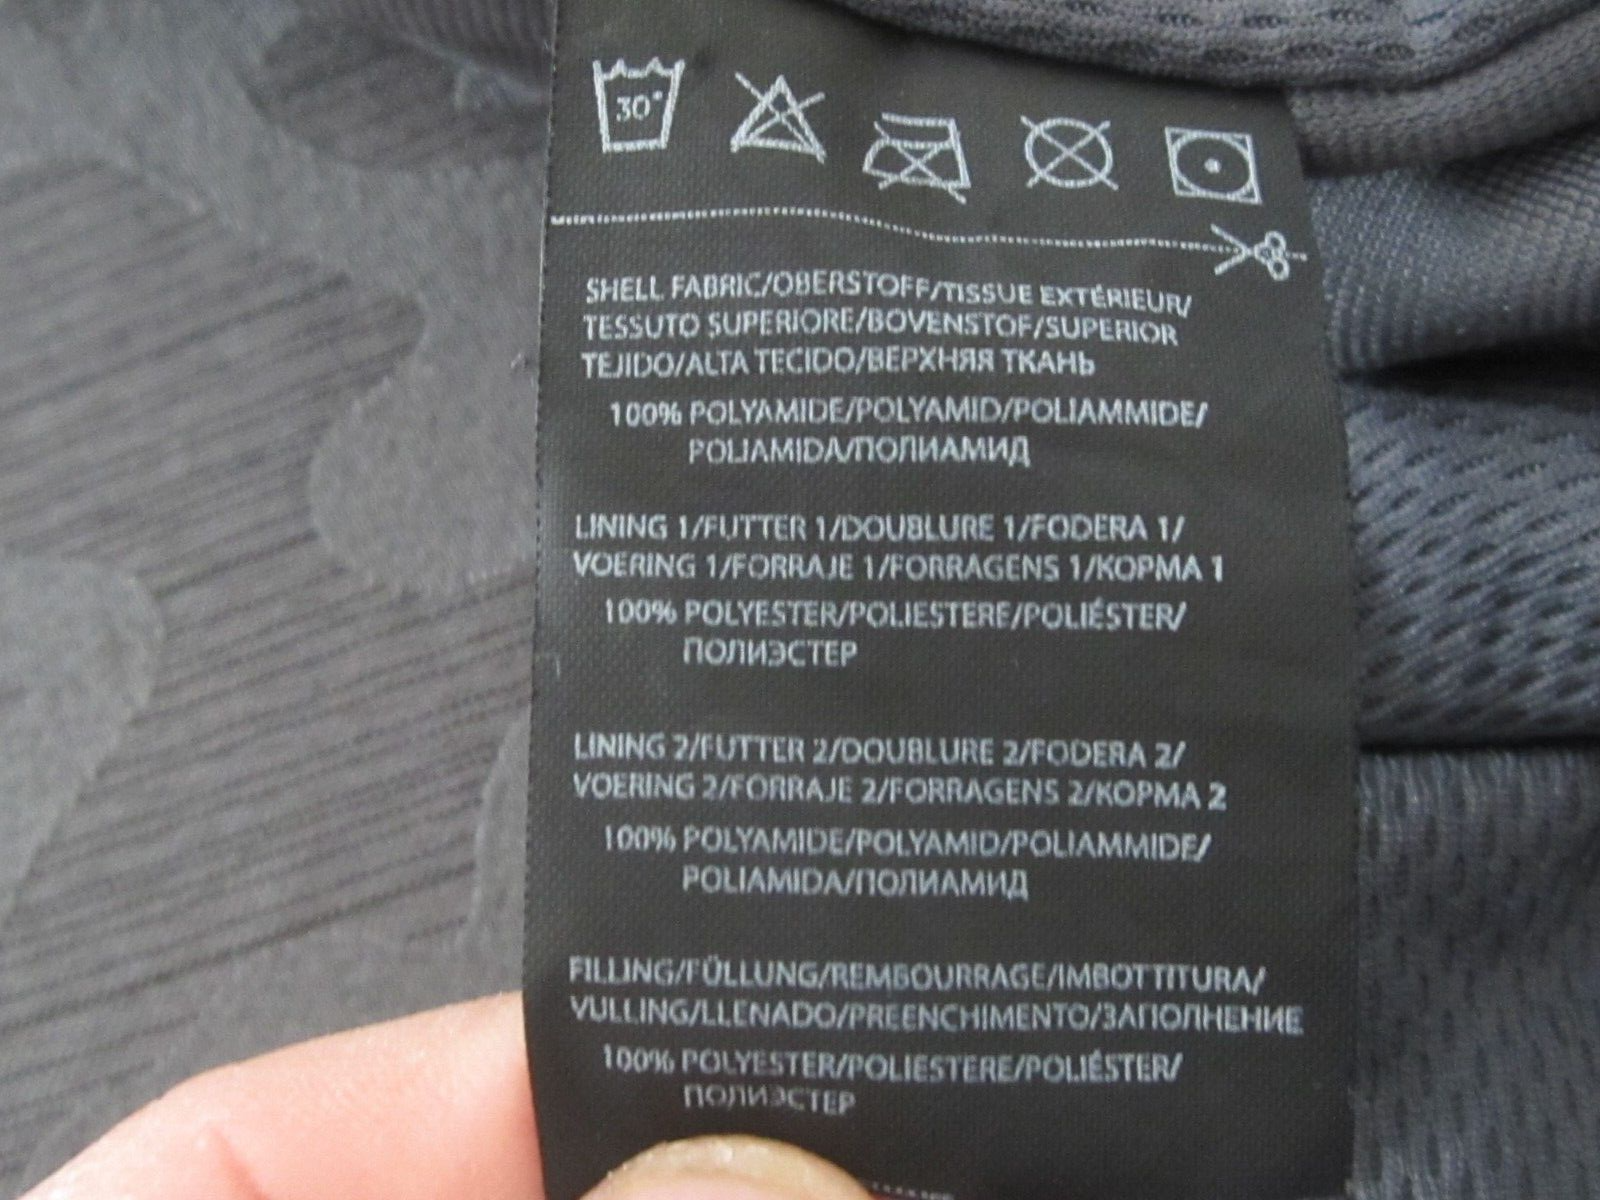 30°
SHELL FABRIC/OBERSTOFF/TISSUE EXTÉRIEUR/
TESSUTO SUPERIORE/BOVENSTOF/SUPERIOR
TEJIDO/ALTA TECIDO/ВЕРХНЯЯ ТКАНЬ
100% POLYAMIDE/POLYAMID/POLIAMMIDE/
POLIAMIDA/ПОЛИАМИД
LINING 1/FUTTER 1/DOUBLURE 1/FODERA 1/
VOERING 1/FORRAJE 1/FORRAGENS 1/КОРМА 1
100% POLYESTER/POLIESTERE/POLIÉSTER/
ПОЛИЭСТЕР
LINING 2/FUTTER 2/DOUBLURE 2/FODERA 2/
VOERING 2/FORRAJE 2/FORRAGENS 2/КОРМА 2
100% POLYAMIDE/POLYAMID/POLIAMMIDE/
POLIAMIDA/ПОЛИАМИД
FILLING/FÜLLUNG/REMBOURRAGE/IMBOTTITURA/
VULLING/LLENADO/PREENCHIMENTO/ЗАПОЛНЕНИЕ
100% POLYESTER/POLIESTERE/POLIÉSTER/
ПОЛИЭСТЕР